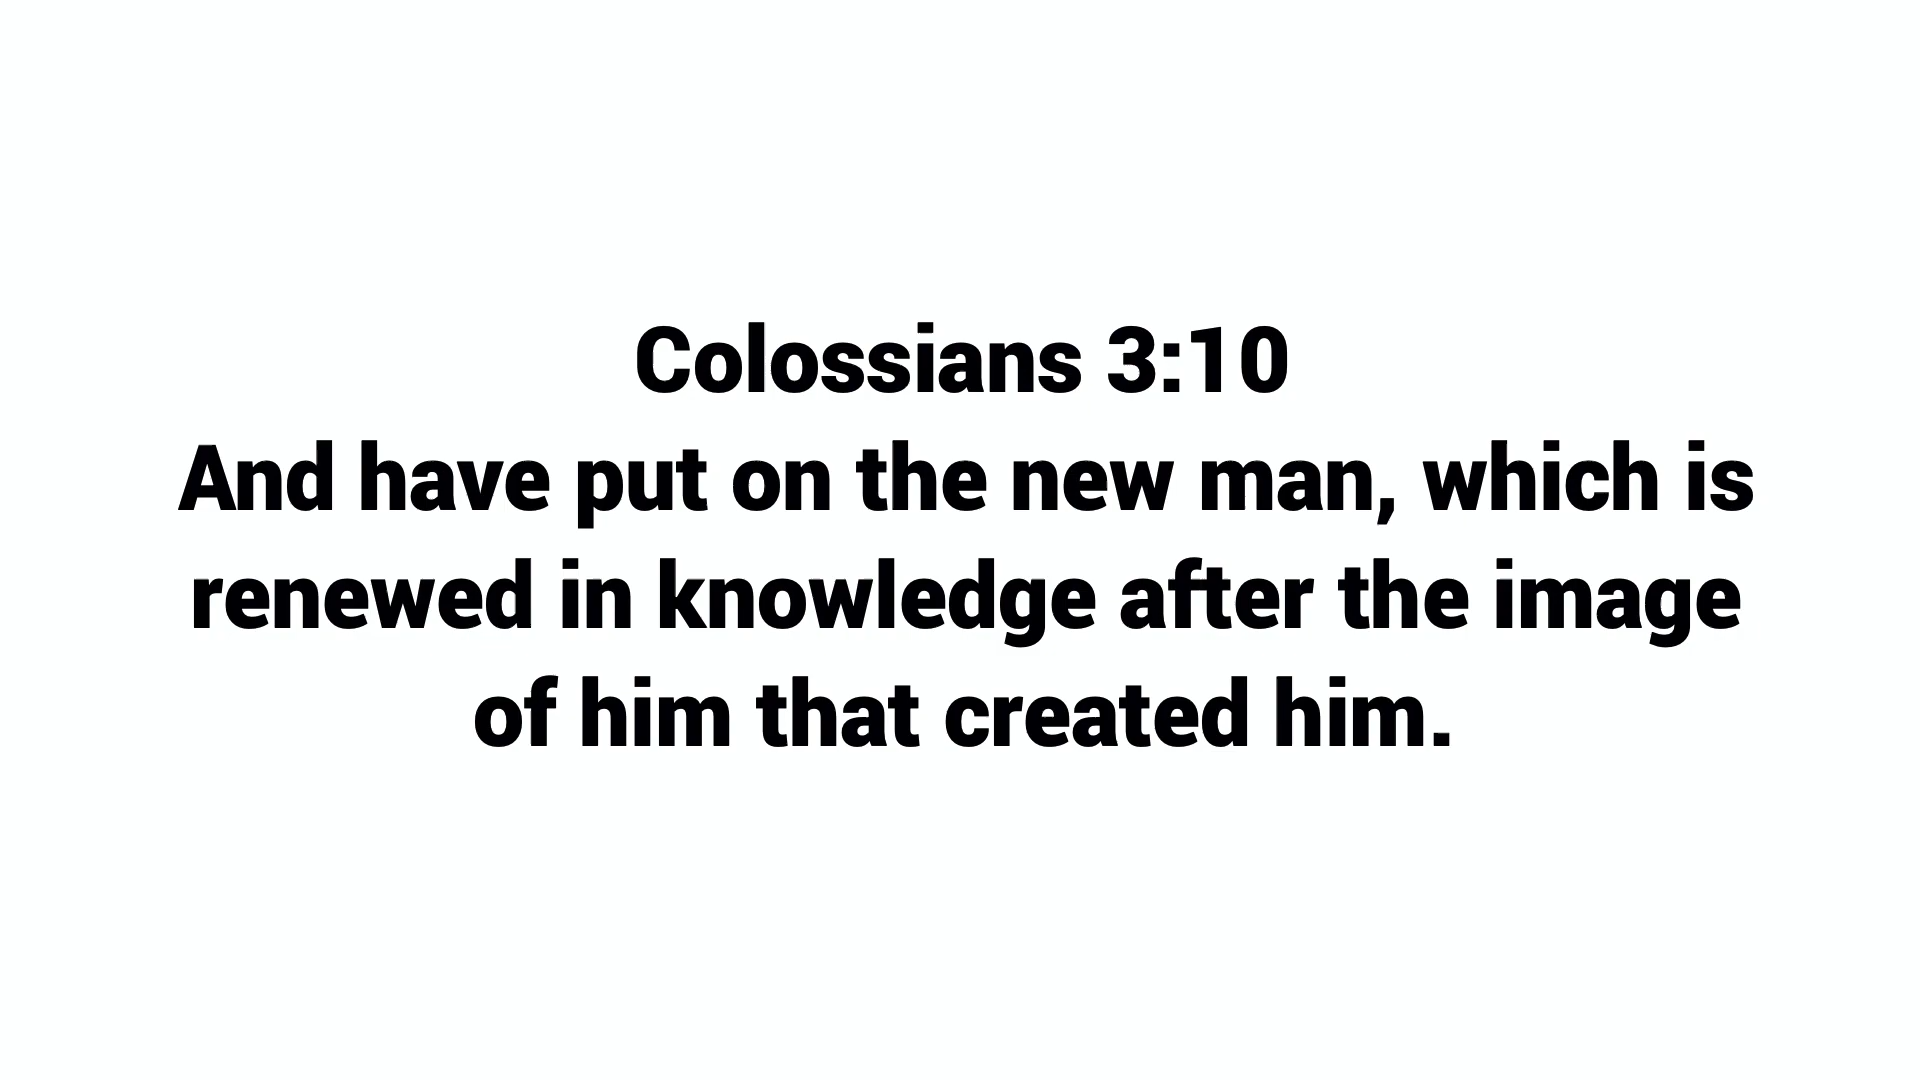 Colossians 3:10
And have put on the new man, which is
renewed in knowledge after the image
of him that created him.